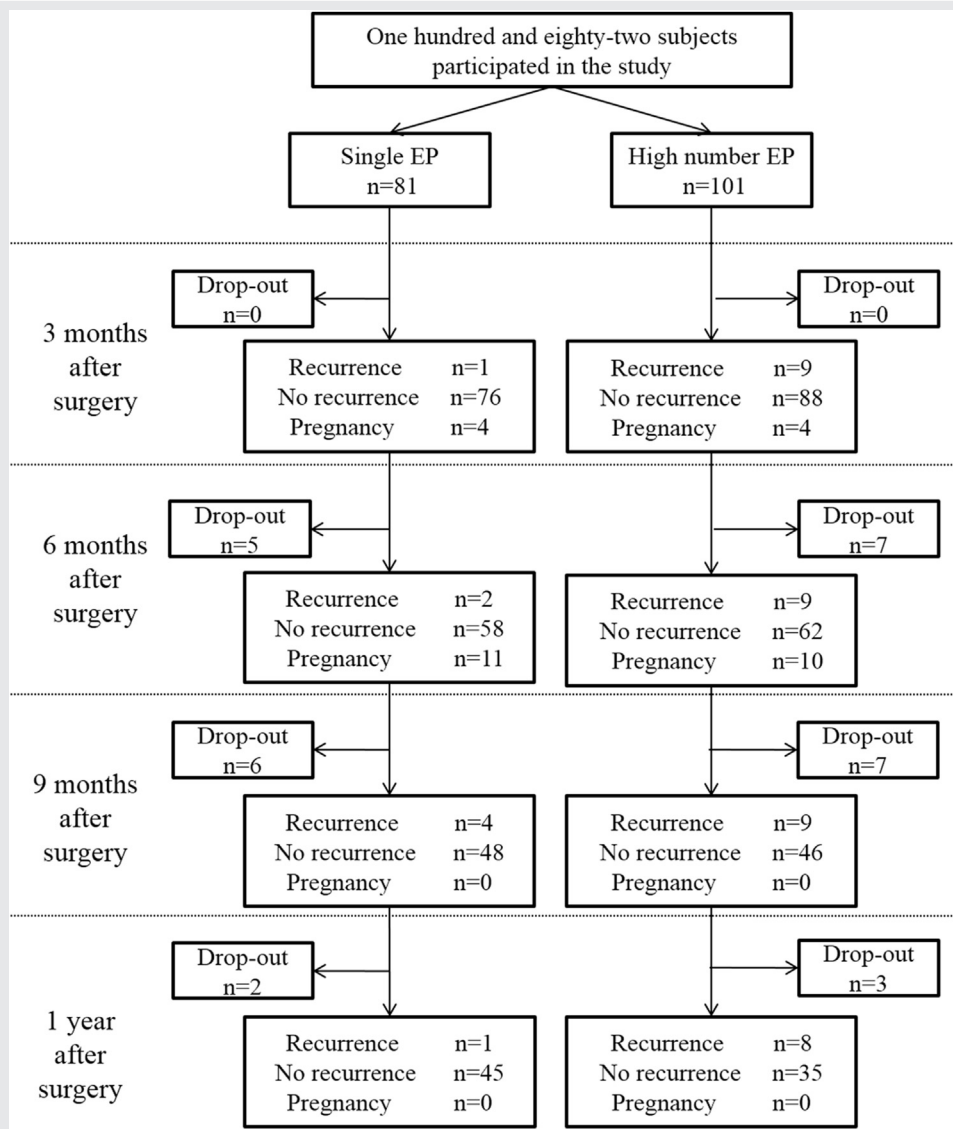 One hundred and eighty-two subjects
participated in the study
Single EP
n=81
High number EP
n=101
3 months
after
surgery
Drop-out
n=0
Recurrence n=1
No recurrence n=76
Pregnancy n=4
Drop-out
n=0
Recurrence n=9
No recurrence n=88
Pregnancy n=4
6 months
after
surgery
Drop-out
n=5
Recurrence n=2
No recurrence n=58
Pregnancy n=11
Drop-out
n=7
Recurrence n=9
No recurrence n=62
Pregnancy n=10
9 months
after
surgery
Drop-out
n=6
Recurrence n=4
No recurrence n=48
Pregnancy n=0
Drop-out
n=7
Recurrence n=9
No recurrence n=46
Pregnancy n=0
1 year
after
surgery
Drop-out
n=2
Recurrence n=1
No recurrence n=45
Pregnancy n=0
Drop-out
n=3
Recurrence n=8
No recurrence n=35
Pregnancy n=0